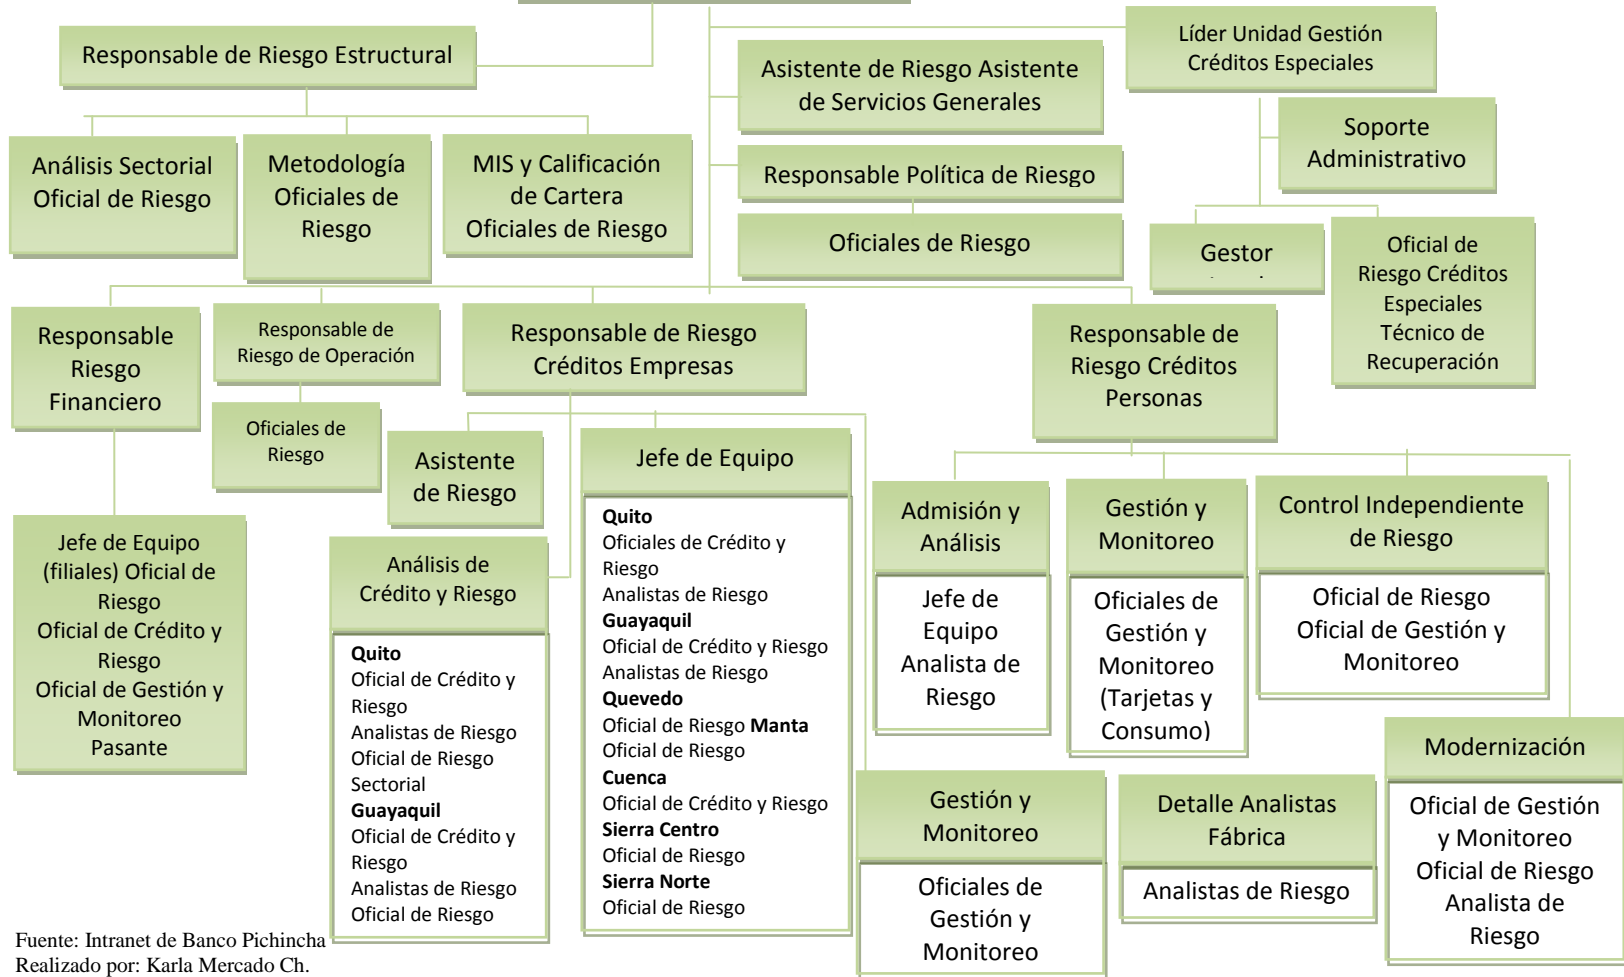 Responsable de Riesgo Estructural
Líder Unidad Gestión
Créditos Especiales
Asistente de Riesgo Asistente
de Servicios Generales
Soporte
Administrativo
Análisis Sectorial
Oficial de Riesgo
Metodología
Oficiales de
Riesgo
MIS y Calificación
de Cartera
Oficiales de Riesgo
Responsable Política de Riesgo
Oficiales de Riesgo
Gestor
Oficial de
Riesgo Créditos
Especiales
Técnico de
Recuperación
Responsable
Riesgo
Financiero
Responsable de
Riesgo de Operación
Responsable de Riesgo
Créditos Empresas
Responsable de
Riesgo Créditos
Personas
Oficiales de
Riesgo
Asistente
de Riesgo
Jefe de Equipo
Quito
Oficiales de Crédito y
Riesgo
Analistas de Riesgo
Guayaquil
Oficial de Crédito y Riesgo
Analistas de Riesgo
Quevedo
Oficial de Riesgo Manta
Oficial de Riesgo
Cuenca
Oficial de Crédito y Riesgo
Sierra Centro
Oficial de Riesgo
Sierra Norte
Oficial de Riesgo
Jefe de Equipo
(filiales) Oficial de
Riesgo
Oficial de Crédito y
Riesgo
Oficial de Gestión y
Monitoreo
Pasante
Análisis de
Crédito y Riesgo
Quito
Oficial de Crédito y
Riesgo
Analistas de Riesgo
Oficial de Riesgo
Sectorial
Guayaquil
Oficial de Crédito y
Riesgo
Analistas de Riesgo
Oficial de Riesgo
Admisión y
Análisis
Jefe de
Equipo
Analista de
Riesgo
Gestión y
Monitoreo
Oficiales de
Gestión y
Monitoreo
(Tarjetas y
Consumo)
Control Independiente
de Riesgo
Oficial de Riesgo
Oficial de Gestión y
Monitoreo
Modernización
Oficial de Gestión
y Monitoreo
Oficial de Riesgo
Analista de
Riesgo
Gestión y
Monitoreo
Oficiales de
Gestión y
Monitoreo
Detalle Analistas
Fábrica
Analistas de Riesgo
Fuente: Intranet de Banco Pichincha
Realizado por: Karla Mercado Ch.